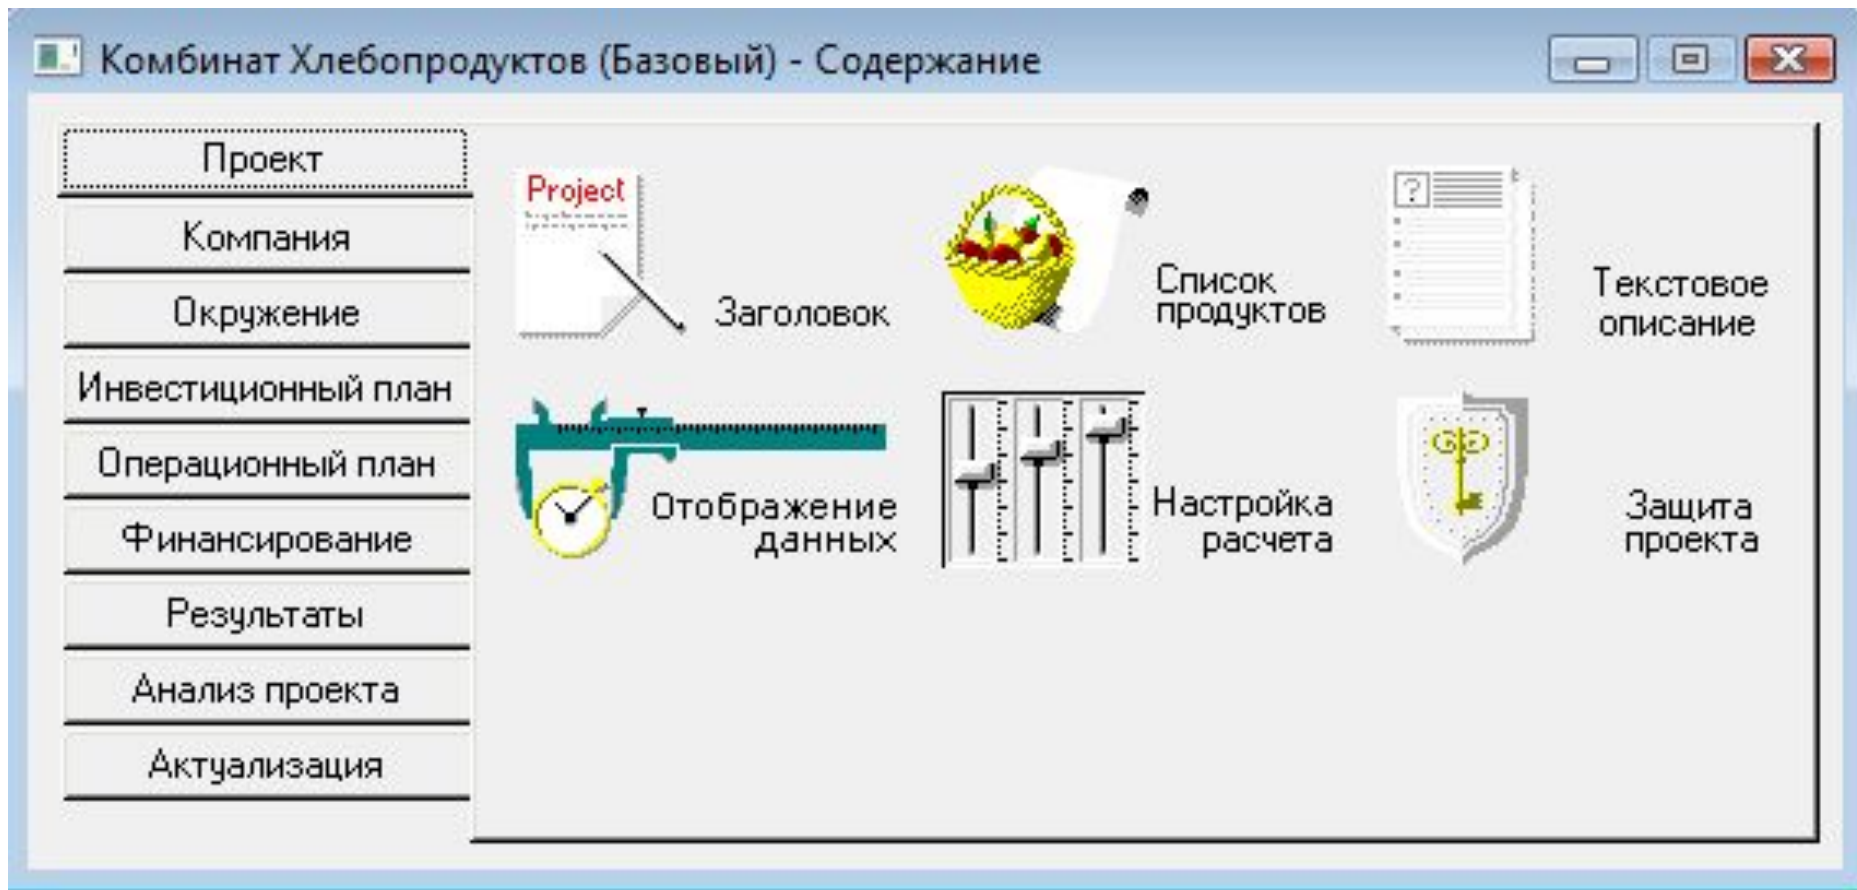 Комбинат Хлебопродуктов (Базовый) - Содержание
Проект
Компания
Окружение
Инвестиционный план
Операционный план
Финансирование
Результаты
Анализ проекта
Актуализация
Project
Заголовок
Список
продуктов
?
Текстовое
описание
Отображение
данных
Настройка
расчета
Защита
проекта